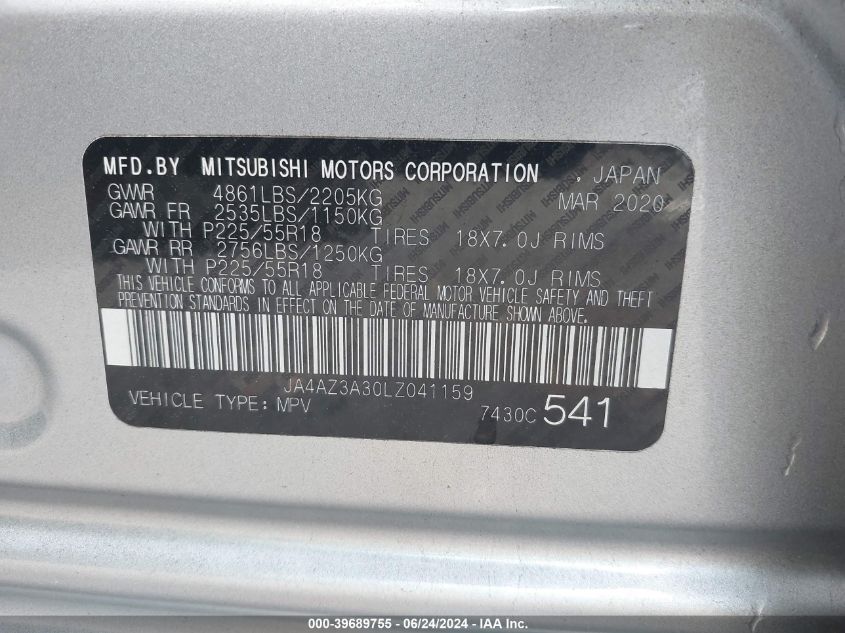 MFD.BY MITSUBISHI MOTORS CORPORATION , JAPAN
GVWR 4861LBS/2205KG MAR 2020
GAWR FR 2535LBS/1150KG
WITH P225/55R18 TIRES 18X7.0J RIMS
GAWR RR 2756LBS/1250KG
WITH P225/55R18 TIRES 18X7.0J RIMS
THIS VEHICLE CONFORMS TO ALL APPLICABLE FEDERAL MOTOR VEHICLE SAFETY AND THEFT
PREVENTION STANDARDS IN EFFECT ON THE DATE OF MANUFACTURE SHOWN ABOVE.
JA4AZ3A30LZ041159
VEHICLE TYPE: MPV 7430C 541
000-39689755 - 06/24/2024 - IAA Inc.